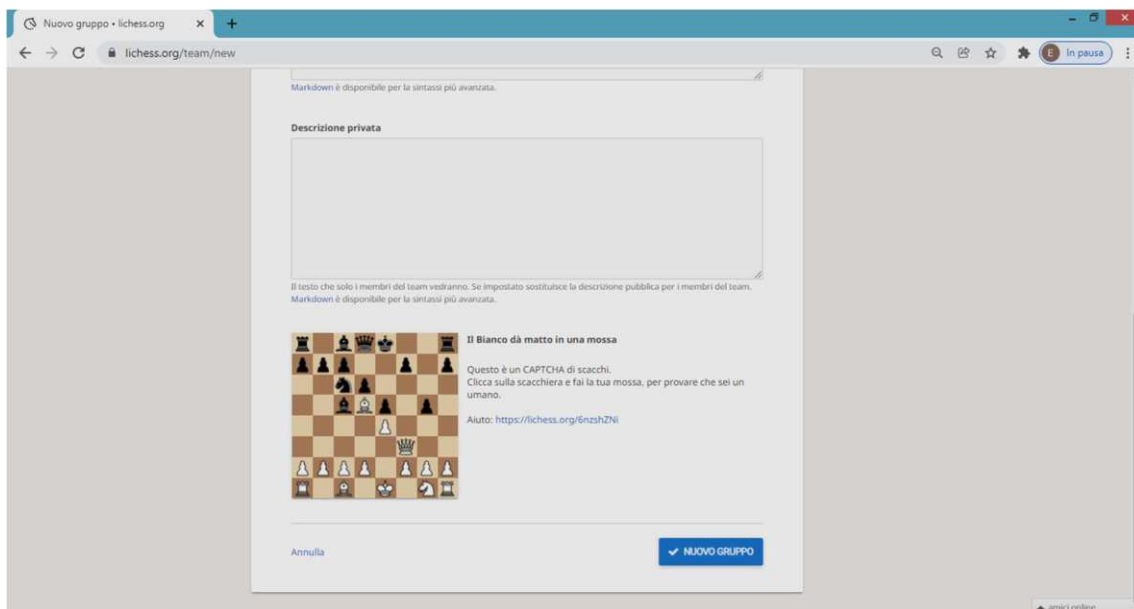 Nuovo gruppo • lichess.org
lichess.org/team/new
E In pausa
Markdown è disponibile per la sintassi più avanzata.
Descrizione privata
Il testo che solo i membri del team vedranno. Se impostato sostituisce la descrizione pubblica per i membri del team.
Markdown è disponibile per la sintassi più avanzata.
Il Bianco dà matto in una mossa
Questo è un CAPTCHA di scacchi.
Clicca sulla scacchiera e fai la tua mossa, per provare che sei un
umano.
Aiuto: https://lichess.org/6nzshZNi
Annulla
NUOVO GRUPPO
amici online